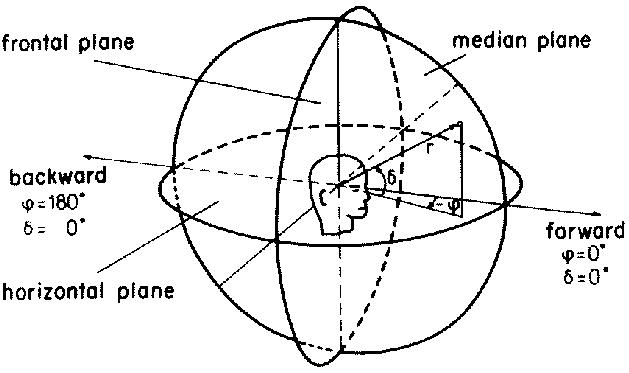 frontal plane
median plane
r
δ
backward
φ=180°
δ= 0°
-φ
forward
φ=0°
δ=0°
horizontal plane